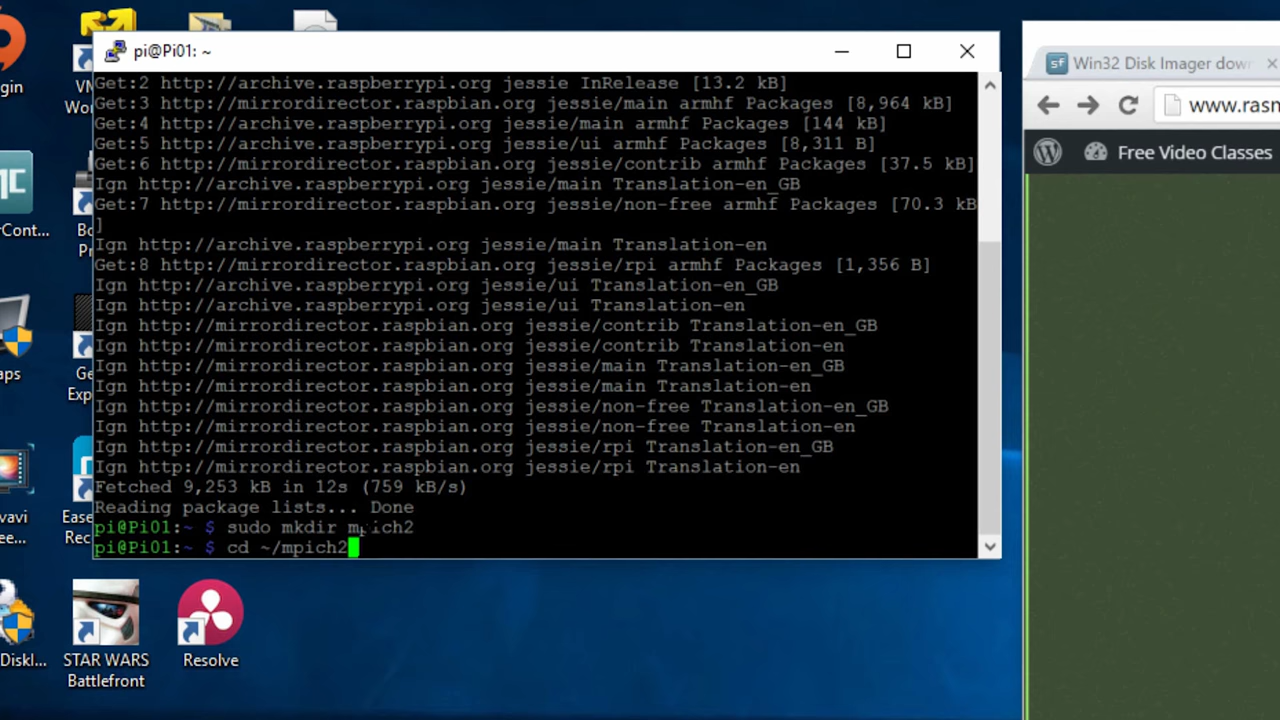 gin
VM
Wor
pi@Pi01: ~
Win32 Disk Imager dow
www.rasn
Free Video Classes
Get:2 http://archive.raspberrypi.org jessie InRelease [13.2 kB]
Get:3 http://mirrordirector.raspbian.org jessie/main armhf Packages [8,964 kB]
Get:4 http://archive.raspberrypi.org jessie/main armhf Packages [144 kB]
Get:5 http://archive.raspberrypi.org jessie/ui armhf Packages [8,311 B]
Get:6 http://mirrordirector.raspbian.org jessie/contrib armhf Packages [37.5 kB]
Ign http://archive.raspberrypi.org jessie/main Translation-en_GB
Get:7 http://mirrordirector.raspbian.org jessie/non-free armhf Packages [70.3 kB
]
Ign http://archive.raspberrypi.org jessie/main Translation-en
Get:8 http://mirrordirector.raspbian.org jessie/rpi armhf Packages [1,356 B]
Ign http://archive.raspberrypi.org jessie/ui Translation-en_GB
Ign http://archive.raspberrypi.org jessie/ui Translation-en
Ign http://mirrordirector.raspbian.org jessie/contrib Translation-en_GB
Ign http://mirrordirector.raspbian.org jessie/contrib Translation-en
Ign http://mirrordirector.raspbian.org jessie/main Translation-en_GB
Ign http://mirrordirector.raspbian.org jessie/main Translation-en
Ign http://mirrordirector.raspbian.org jessie/non-free Translation-en_GB
Ign http://mirrordirector.raspbian.org jessie/non-free Translation-en
Ign http://mirrordirector.raspbian.org jessie/rpi Translation-en_GB
Ign http://mirrordirector.raspbian.org jessie/rpi Translation-en
Fetched 9,253 kB in 12s (759 kB/s)
Reading package lists... Done
pi@Pi01:~ $ sudo mkdir mpich2
pi@Pi01:~ $ cd ~/mpich2
MC
rCont...
Bo
Pr
aps
Ge
Exp
vavi
ee...
Ease
Rec
Diskl...
STAR WARS
Battlefront
Resolve
sf